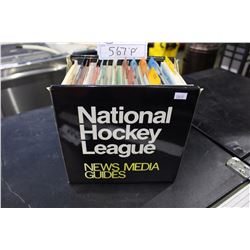 567P
National
Hockey
League
NEWS MEDIA
GUIDES